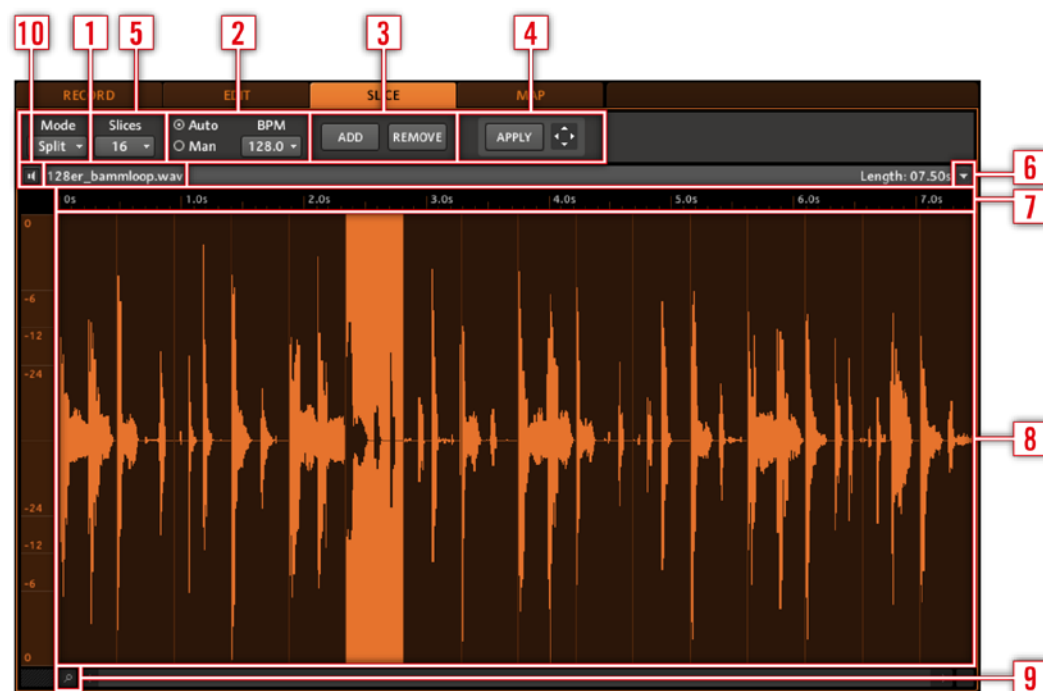 10 1 5 2 3 4
RECORD EDIT SLICE MAP
Mode Slices Auto BPM
Split 16 Man 128.0 ADD REMOVE APPLY
128er_bammloop.wav Length: 07.50s 6
0s 1.0s 2.0s 3.0s 4.0s 5.0s 6.0s 7.0s 7
0
-6
-12
-24
8
-24
-12
-6
0
9